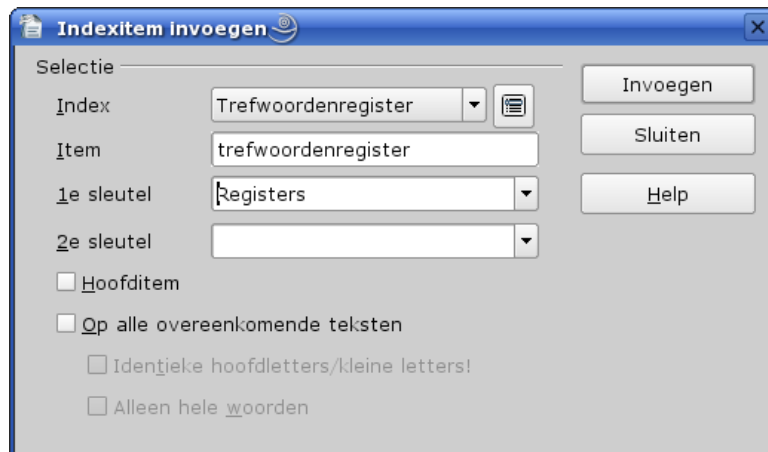 Indexitem invoegen
Selectie
Index
Trefwoordenregister
Item
trefwoordenregister
1e sleutel
Registers
2e sleutel
Hoofditem
Op alle overeenkomende teksten
Identieke hoofdletters/kleine letters!
Alleen hele woorden
Invoegen
Sluiten
Help